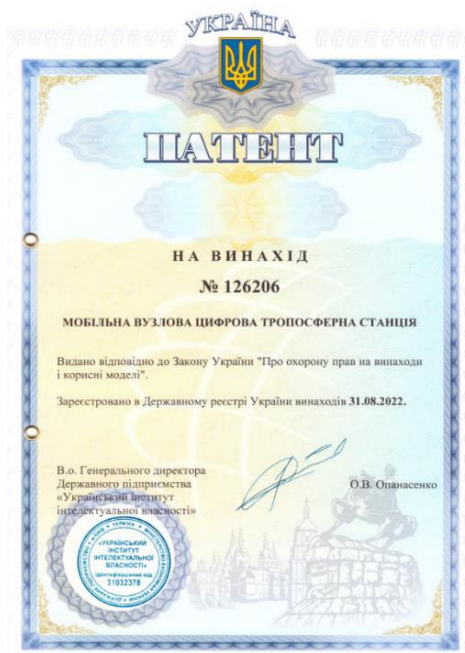 УКРАЇНА
ПАТЕНТ
НА ВИНАХІД
№ 126206
МОБІЛЬНА ВУЗЛОВА ЦИФРОВА ТРОПОСФЕРНА СТАНЦІЯ
Видано відповідно до Закону України "Про охорону прав на винаходи
і корисні моделі".
Зареєстровано в Державному реєстрі України винаходів 31.08.2022.
В.о. Генерального директора
Державного підприємства
«Український інститут
інтелектуальної власності»
О.В. Опанасенко
«УКРАЇНСЬКИЙ
ІНСТИТУТ
ІНТЕЛЕКТУАЛЬНОЇ
ВЛАСНОСТІ»
Ідентифікаційний код
31032378